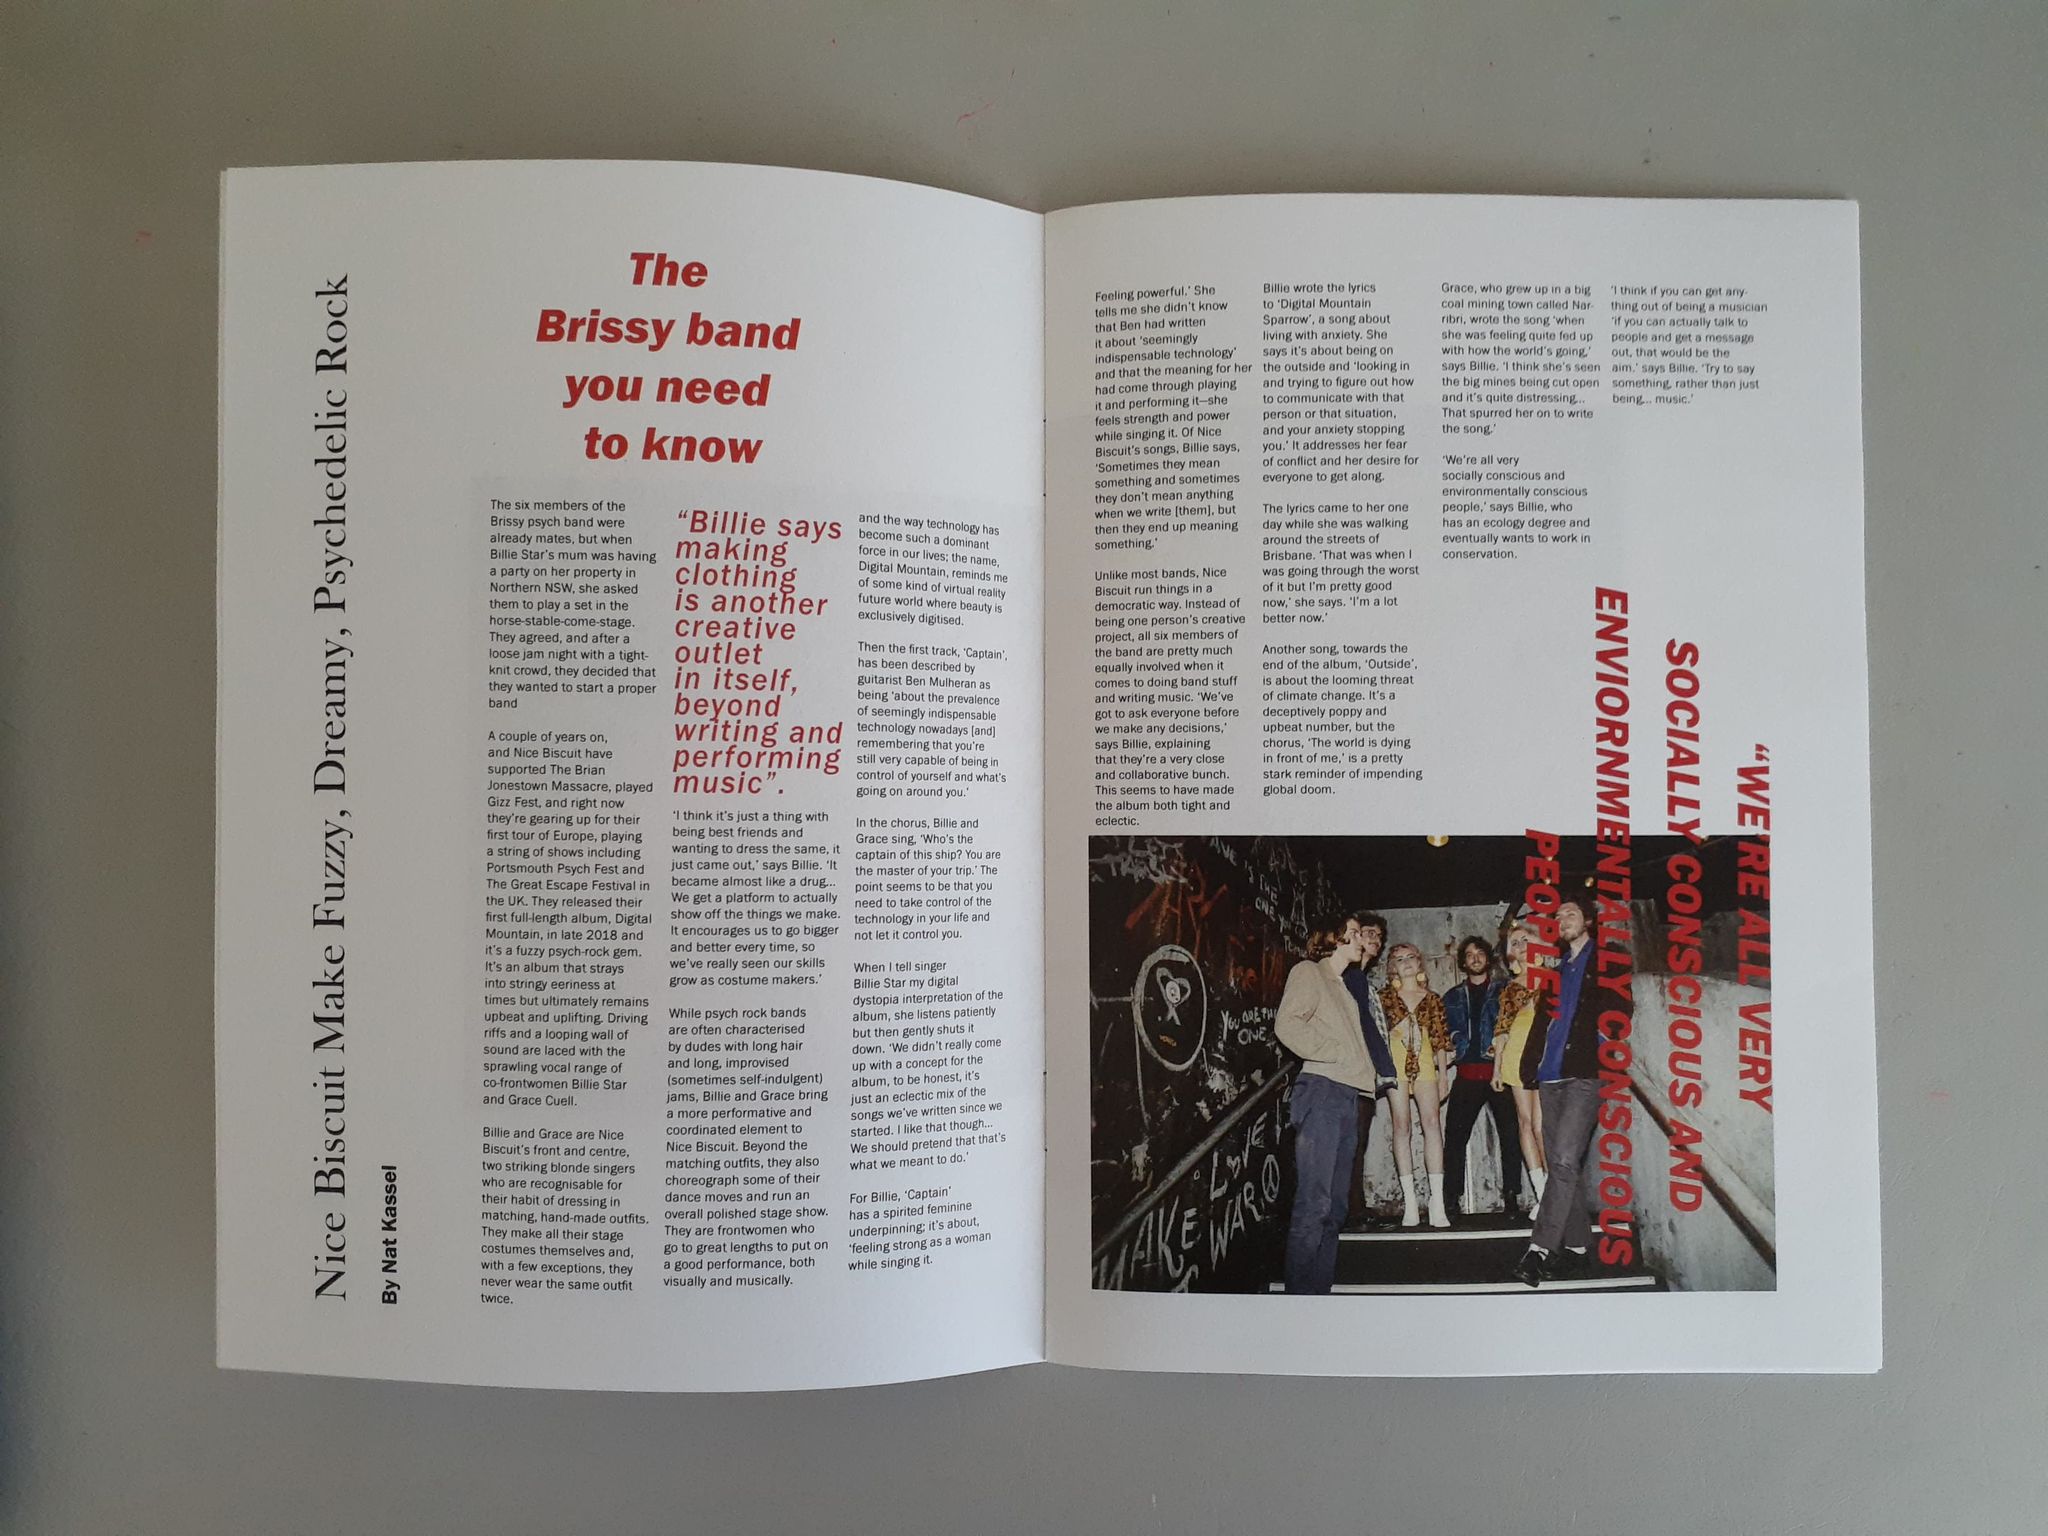 Nice Biscuit Make Fuzzy, Dreamy, Psychedelic Rock
By Nat Kassel
The
Brissy band
you need
to know
The six members of the
Brissy psych band were
already mates, but when
Billie Star's mum was having
a party on her property in
Northern NSW, she asked
them to play a set in the
horse-stable-come-stage.
They agreed, and after a
loose jam night with a tight-
knit crowd, they decided that
they wanted to start a proper
band
A couple of years on,
and Nice Biscuit have
supported The Brian
Jonestown Massacre, played
Gizz Fest, and right now
they're gearing up for their
first tour of Europe, playing
a string of shows including
Portsmouth Psych Fest and
The Great Escape Festival in
the UK. They released their
first full-length album, Digital
Mountain, in late 2018 and
it's a fuzzy psych-rock gem.
It's an album that strays
into stringy eeriness at
times but ultimately remains
upbeat and uplifting. Driving
riffs and a looping wall of
sound are laced with the
sprawling vocal range of
co-frontwomen Billie Star
and Grace Cuell.
Billie and Grace are Nice
Biscuit's front and centre,
two striking blonde singers
who are recognisable for
their habit of dressing in
matching, hand-made outfits.
They make all their stage
costumes themselves and,
with a few exceptions, they
never wear the same outfit
twice.
“Billie says
making
clothing
is another
creative
outlet
in itself,
beyond
writing and
performing
music”.
‘I think it's just a thing with
being best friends and
wanting to dress the same, it
just came out,’ says Billie. ‘It
became almost like a drug...
We get a platform to actually
show off the things we make.
It encourages us to go bigger
and better every time, so
we've really seen our skills
grow as costume makers.’
While psych rock bands
are often characterised
by dudes with long hair
and long, improvised
(sometimes self-indulgent)
jams, Billie and Grace bring
a more performative and
coordinated element to
Nice Biscuit. Beyond the
matching outfits, they also
choreograph some of their
dance moves and run an
overall polished stage show.
They are frontwomen who
go to great lengths to put on
a good performance, both
visually and musically.
and the way technology has
become such a dominant
force in our lives; the name,
Digital Mountain, reminds me
of some kind of virtual reality
future world where beauty is
exclusively digitised.
Then the first track, ‘Captain’,
has been described by
guitarist Ben Mulheran as
being ‘about the prevalence
of seemingly indispensable
technology nowadays [and]
remembering that you're
still very capable of being in
control of yourself and what's
going on around you.’
In the chorus, Billie and
Grace sing, ‘Who's the
captain of this ship? You are
the master of your trip.’ The
point seems to be that you
need to take control of the
technology in your life and
not let it control you.
When I tell singer
Billie Star my digital
dystopia interpretation of the
album, she listens patiently
but then gently shuts it
down. ‘We didn't really come
up with a concept for the
album, to be honest, it's
just an eclectic mix of the
songs we've written since we
started. I like that though...
We should pretend that that's
what we meant to do.’
For Billie, ‘Captain’
has a spirited feminine
underpinning; it's about,
‘feeling strong as a woman
while singing it.
Feeling powerful.’ She
tells me she didn't know
that Ben had written
it about ‘seemingly
indispensable technology’
and that the meaning for her
had come through playing
it and performing it—she
feels strength and power
while singing it. Of Nice
Biscuit's songs, Billie says,
‘Sometimes they mean
something and sometimes
they don't mean anything
when we write [them], but
then they end up meaning
something.’
Unlike most bands, Nice
Biscuit run things in a
democratic way. Instead of
being one person's creative
project, all six members of
the band are pretty much
equally involved when it
comes to doing band stuff
and writing music. ‘We've
got to ask everyone before
we make any decisions,’
says Billie, explaining
that they're a very close
and collaborative bunch.
This seems to have made
the album both tight and
eclectic.
Billie wrote the lyrics
to ‘Digital Mountain
Sparrow’, a song about
living with anxiety. She
says it's about being on
the outside and ‘looking in
and trying to figure out how
to communicate with that
person or that situation,
and your anxiety stopping
you.’ It addresses her fear
of conflict and her desire for
everyone to get along.
The lyrics came to her one
day while she was walking
around the streets of
Brisbane. ‘That was when I
was going through the worst
of it but I'm pretty good
now,’ she says. ‘I'm a lot
better now.’
Another song, towards the
end of the album, ‘Outside’,
is about the looming threat
of climate change. It's a
deceptively poppy and
upbeat number, but the
chorus, ‘The world is dying
in front of me,’ is a pretty
stark reminder of impending
global doom.
Grace, who grew up in a big
coal mining town called Nar-
ribri, wrote the song ‘when
she was feeling quite fed up
with how the world's going,’
says Billie. ‘I think she's seen
the big mines being cut open
and it's quite distressing...
That spurred her on to write
the song.’
‘We're all very
socially conscious and
environmentally conscious
people,’ says Billie, who
has an ecology degree and
eventually wants to work in
conservation.
‘I think if you can get any-
thing out of being a musician
‘if you can actually talk to
people and get a message
out, that would be the
aim.’ says Billie. ‘Try to say
something, rather than just
being... music.’
“WE'RE ALL VERY
SOCIALLY CONSCIOUS AND
ENVIORNMENTALLY CONSCIOUS
PEOPLE”
YOU ARE THE
ONE
LOVE
WAR